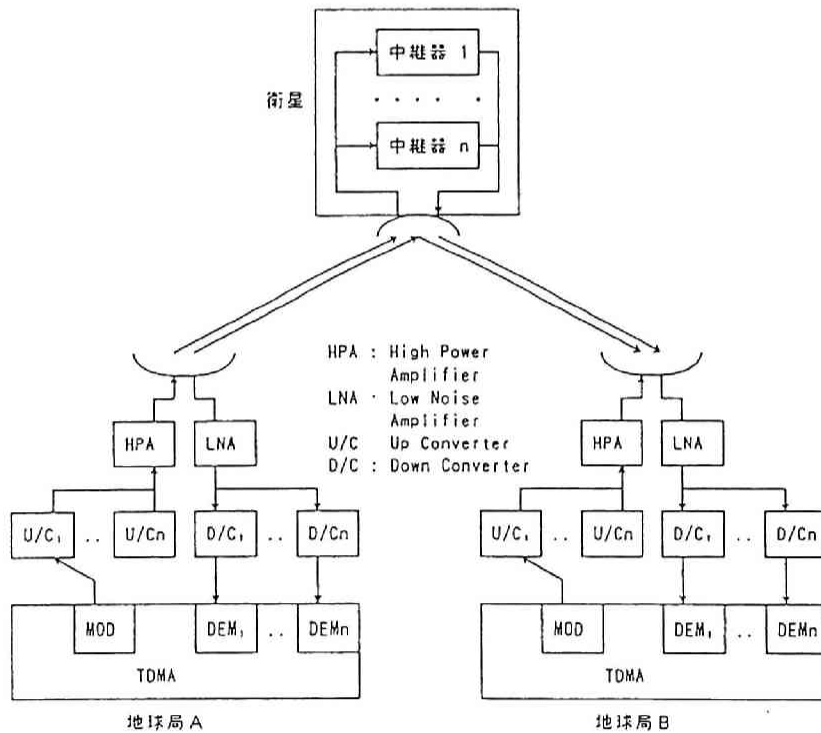 中継器 1
衛星
・・・・ ・
中継器 n
HPA : High Power
Amplifier
LNA · Low Noise
Amplifier
U/C Up Converter
D/C : Down Converter
HPA
LNA
HPA
LNA
U/C₁ .. U/Cn
D/C₁ .. D/Cn
U/C₁ .. U/Cn
D/C₁ .. D/Cn
MOD
DEM₁ .. DEMn
MOD
DEM₁ .. DEMn
TDMA
TDMA
地球局A
地球局B